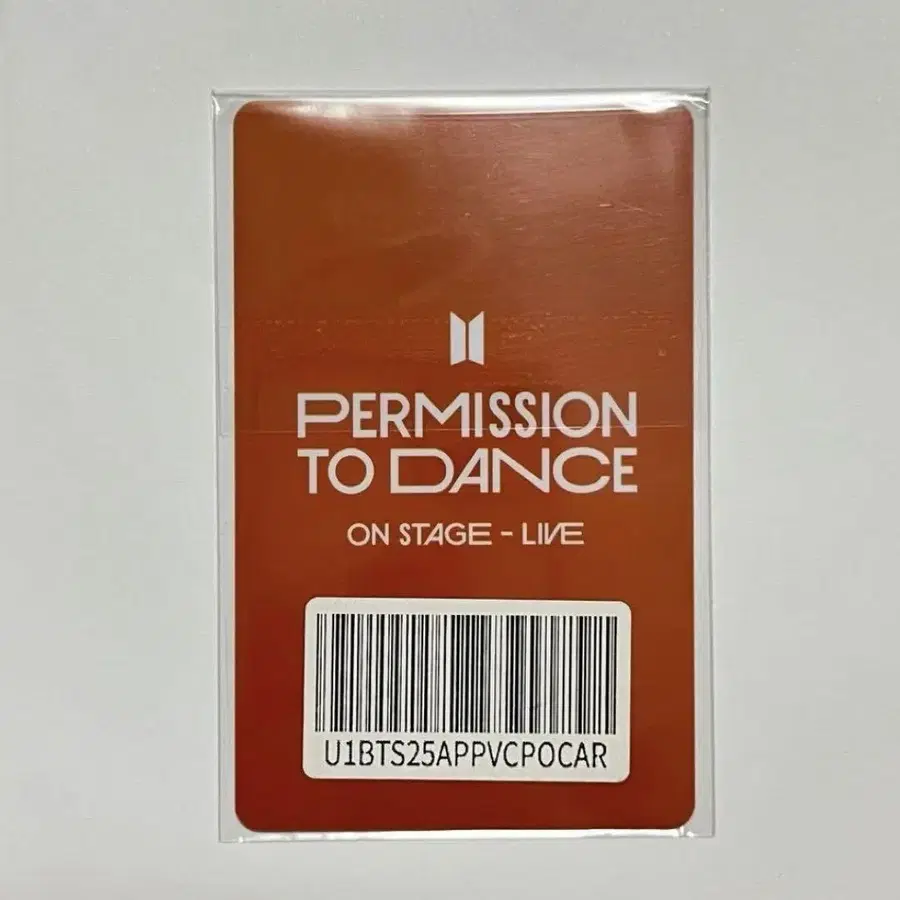 PERMISSION
TO DANCE
ON STAGE - LIVE
U1BTS25APPVCPOCAR